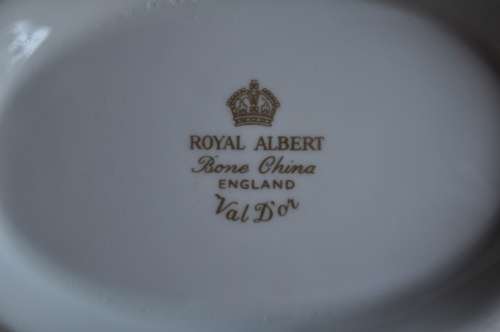 ROYAL ALBERT
Bone China
ENGLAND
Val D'or